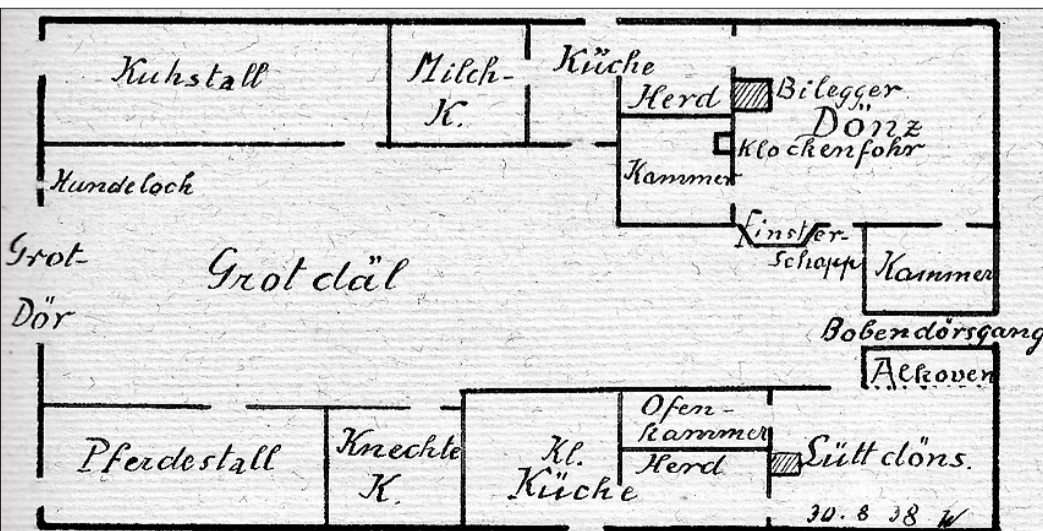 Kuhstall
Milch-
K.
Küche
Herd
Bilegger
Dönz
Klockenfohr
Kammer
Hundeloch
finster-
schapp
Kammer
Grot-
Dör
Grotdäl
Bobendörsgang
Alkoven
Pferdestall
Knechte
K.
Kl.
Küche
Ofen-
kammer
Herd
Lüttdöns.
30. 8 38 W